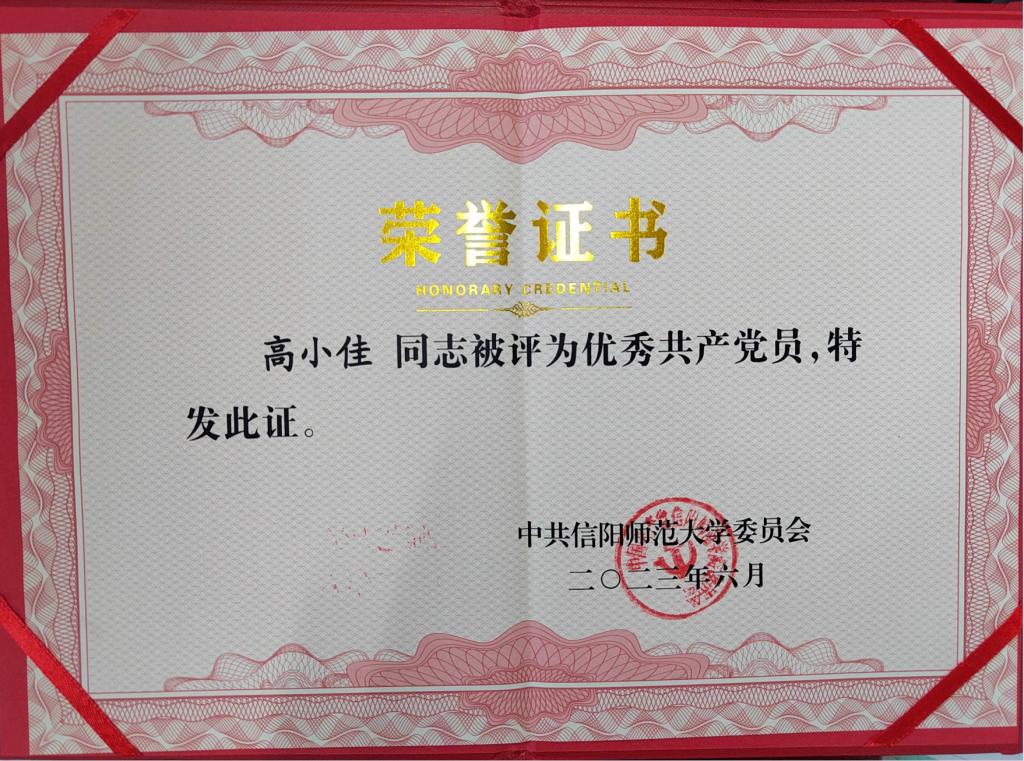 荣誉证书
HONORARY CREDENTIAL
高小佳 同志被评为优秀共产党员，特
发此证。
中共信阳师范大学委员会
二〇二三年六月